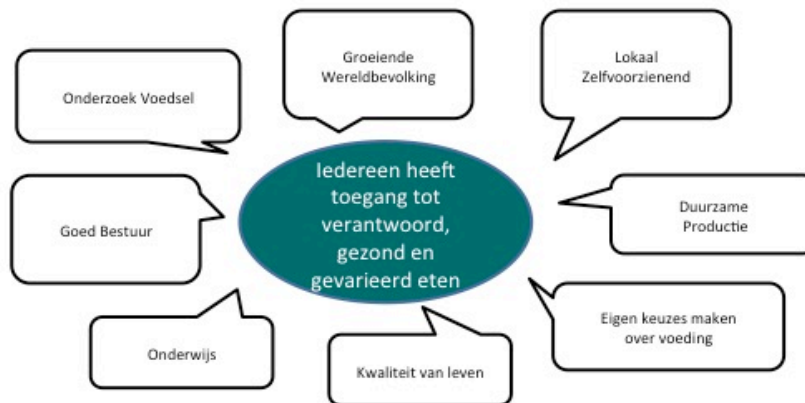 Groeiende
Wereldbevolking
Lokaal
Zelfvoorzienend
Onderzoek Voedsel
Iedereen heeft
toegang tot
verantwoord,
gezond en
gevarieerd eten
Goed Bestuur
Duurzame
Productie
Eigen keuzes maken
over voeding
Onderwijs
Kwaliteit van leven